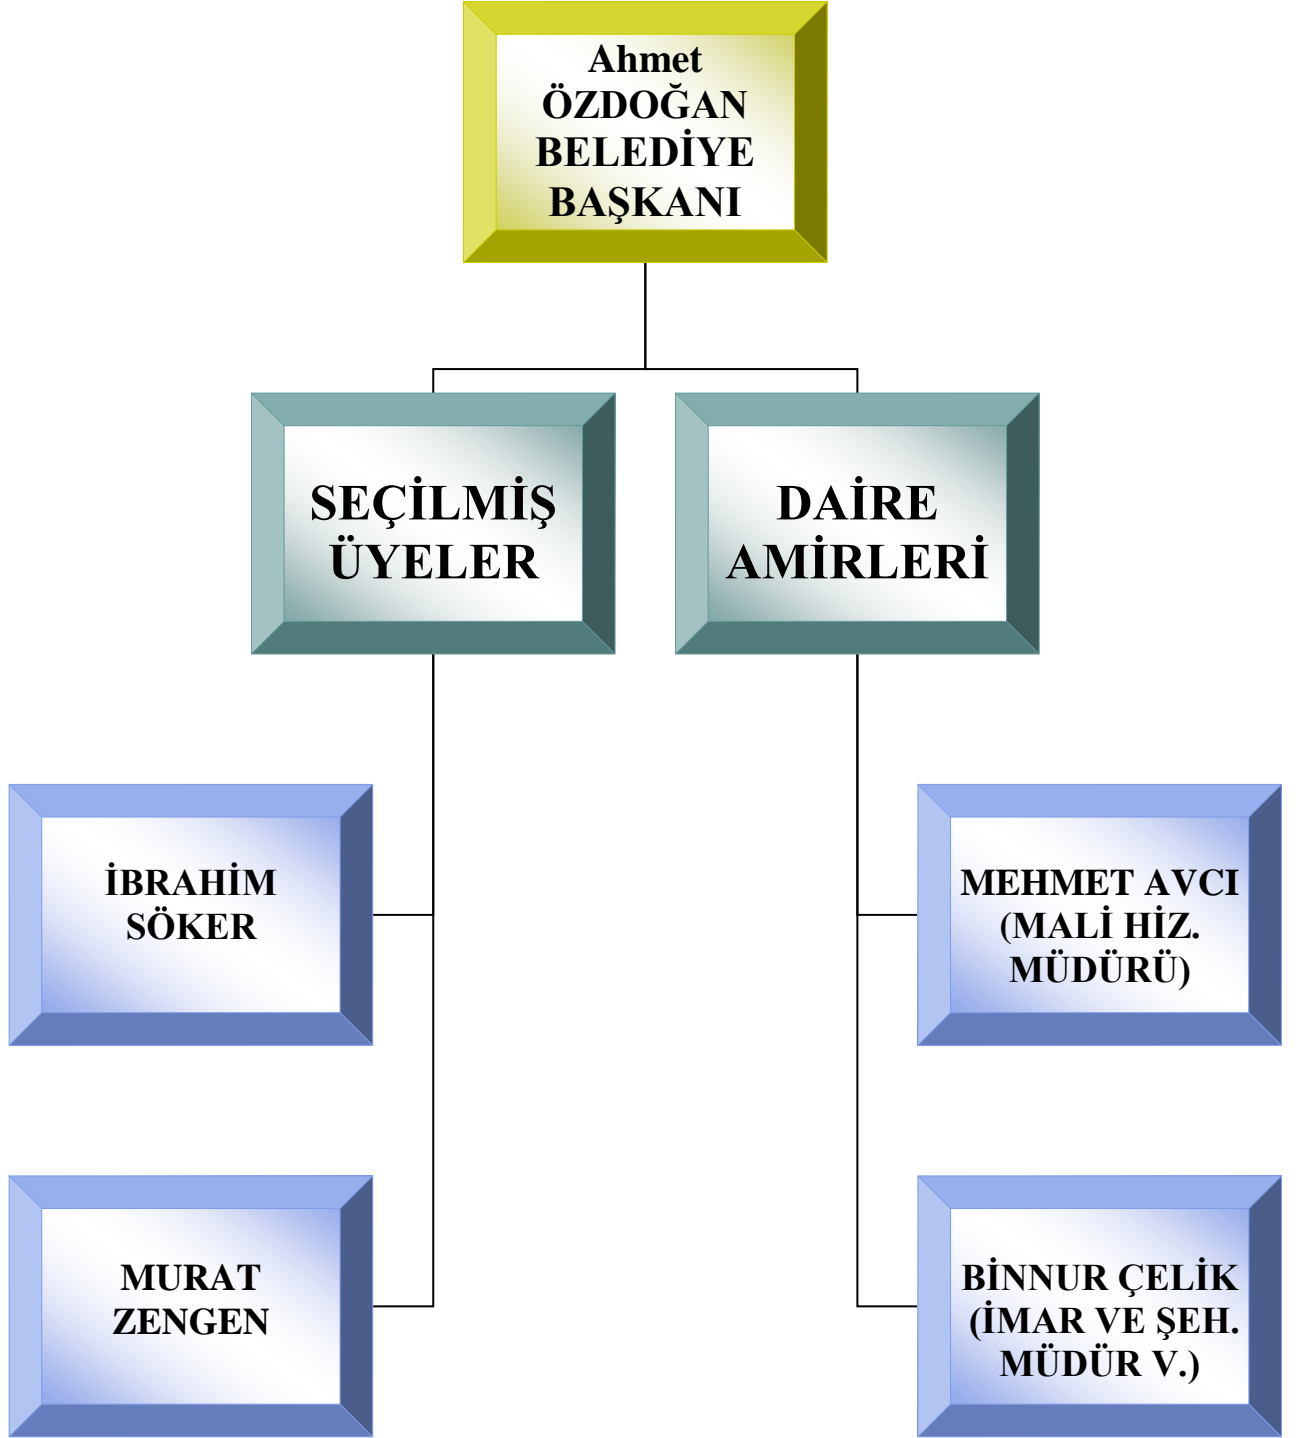 Ahmet
ÖZDOĞAN
BELEDİYE
BAŞKANI
SEÇİLMİŞ
ÜYELER
DAİRE
AMİRLERİ
İBRAHİM
SÖKER
MEHMET AVCI
(MALİ HİZ.
MÜDÜRÜ)
MURAT
ZENGEN
BİNNUR ÇELİK
(İMAR VE ŞEH.
MÜDÜR V.)